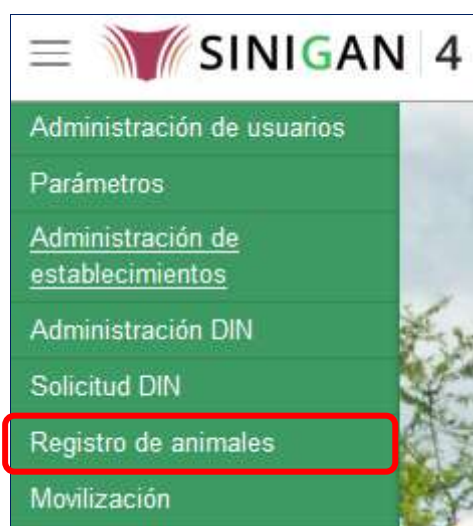 SINIGAN 4
Administración de usuarios
Parámetros
Administración de
establecimientos
Administración DIN
Solicitud DIN
Registro de animales
Movilización